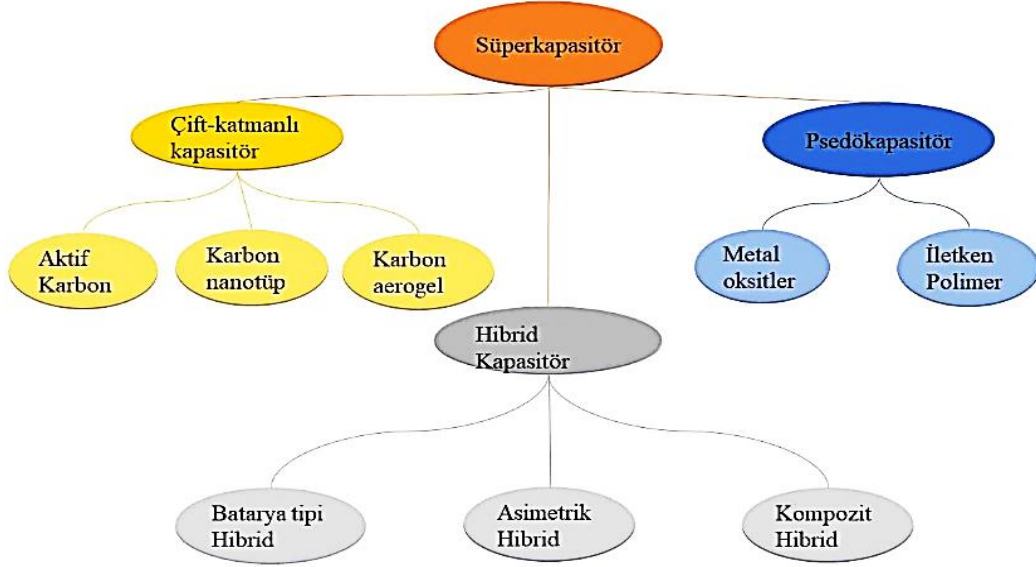 Süperkapasitör
Çift-katmanlı
kapasitör
Psedökapasitör
Aktif
Karbon
Karbon
nanotüp
Karbon
aerogel
Metal
oksitler
İletken
Polimer
Hibrid
Kapasitör
Batarya tipi
Hibrid
Asimetrik
Hibrid
Kompozit
Hibrid